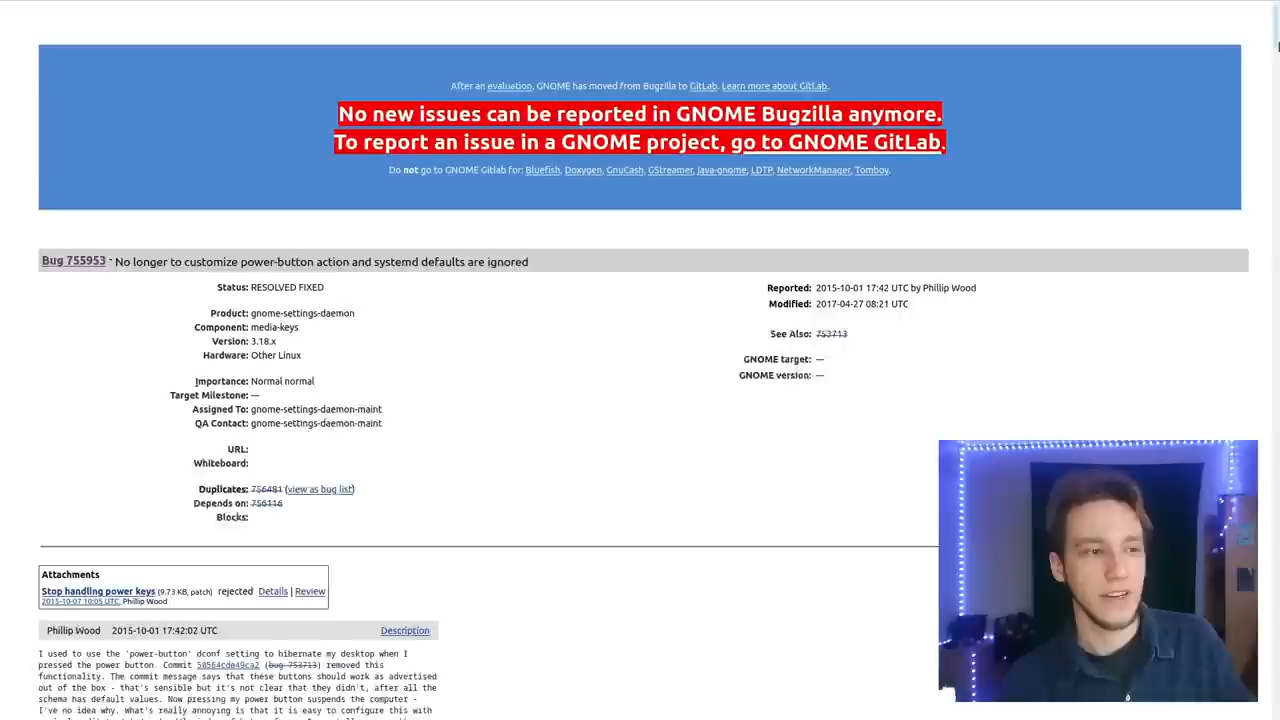 After an evaluation, GNOME has moved from Bugzilla to GitLab. Learn more about GitLab.
No new issues can be reported in GNOME Bugzilla anymore.
To report an issue in a GNOME project, go to GNOME GitLab.
Do not go to GNOME Gitlab for: Bluefish, Doxygen, GnuCash, GStreamer, java-gnome, LDTP, NetworkManager, Tomboy.
Bug 755953 - No longer to customize power-button action and systemd defaults are ignored
Status: RESOLVED FIXED
Product: gnome-settings-daemon
Component: media-keys
Version: 3.18.x
Hardware: Other Linux
Importance: Normal normal
Target Milestone: —
Assigned To: gnome-settings-daemon-maint
QA Contact: gnome-settings-daemon-maint
URL:
Whiteboard:
Duplicates: 756481 (view as bug list)
Depends on: 756116
Blocks:
Reported: 2015-10-01 17:42 UTC by Phillip Wood
Modified: 2017-04-27 08:21 UTC
See Also: 753713
GNOME target: —
GNOME version: —
Attachments
Stop handling power keys (9.73 KB, patch) rejected Details | Review
2015-10-07 10:05 UTC, Phillip Wood
Phillip Wood 2015-10-01 17:42:02 UTC Description
I used to use the 'power-button' dconf setting to hibernate my desktop when I
pressed the power button. Commit 50564cde49ca2 (bug 753713) removed this
functionality. The commit message says that these buttons should work as advertised
out of the box - that's sensible but it's not clear that they didn't, after all the
schema has default values. Now pressing my power button suspends the computer -
I've no idea why. What's really annoying is that it is easy to configure this with